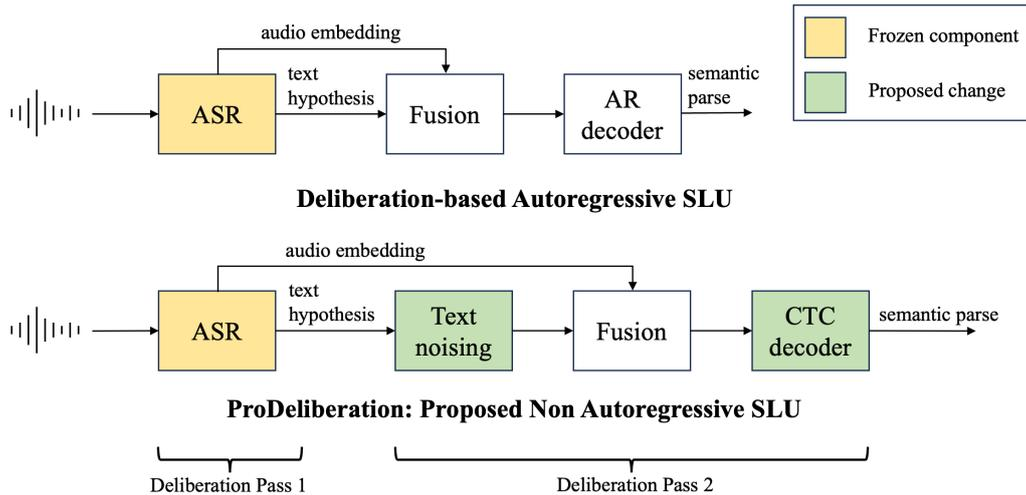 audio embedding
Frozen component
Proposed change
ASR
text
hypothesis
Fusion
AR
decoder
semantic
parse
Deliberation-based Autoregressive SLU
audio embedding
ASR
text
hypothesis
Text
noising
Fusion
CTC
decoder
semantic parse
ProDeliberation: Proposed Non Autoregressive SLU
Deliberation Pass 1
Deliberation Pass 2